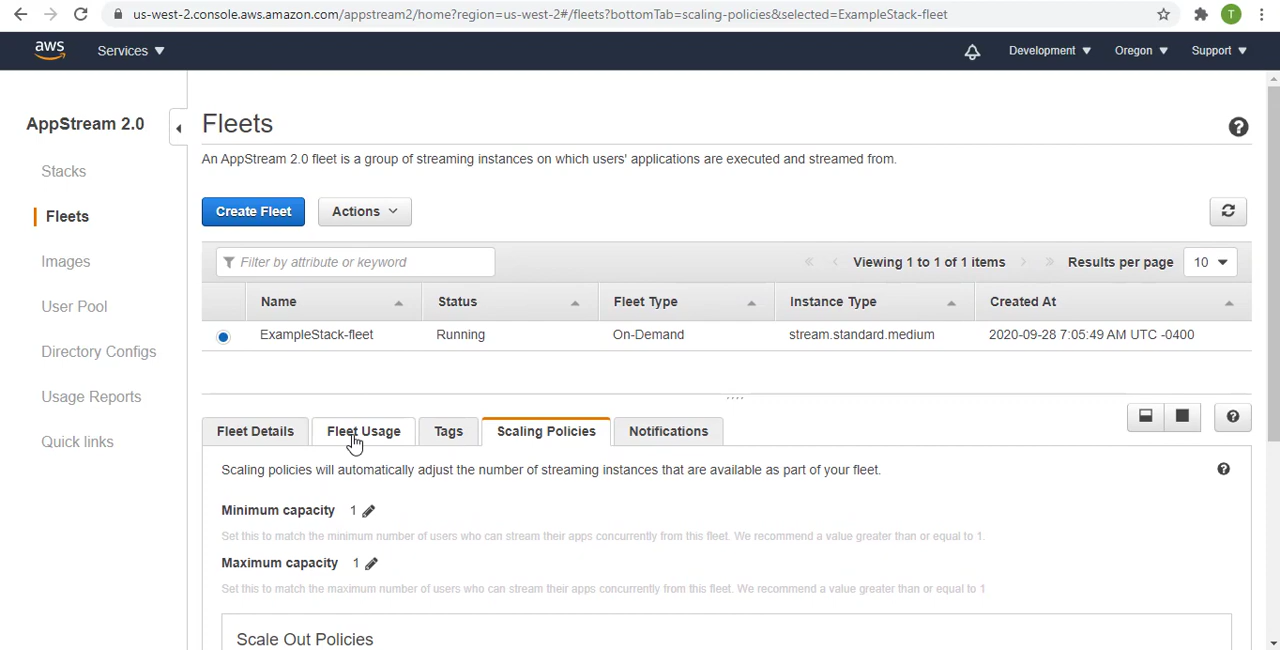 us-west-2.console.aws.amazon.com/appstream2/home?region=us-west-2#/fleets?bottomTab=scaling-policies&selected=ExampleStack-fleet
T
aws
Services
Development
Oregon
Support
AppStream 2.0
Stacks
Fleets
Images
User Pool
Directory Configs
Usage Reports
Quick links
Fleets
An AppStream 2.0 fleet is a group of streaming instances on which users' applications are executed and streamed from.
Create Fleet
Actions
Filter by attribute or keyword
Viewing 1 to 1 of 1 items
Results per page
10
Name Status Fleet Type Instance Type Created At
ExampleStack-fleet Running On-Demand stream.standard.medium 2020-09-28 7:05:49 AM UTC -0400
Fleet Details Fleet Usage Tags Scaling Policies Notifications
Scaling policies will automatically adjust the number of streaming instances that are available as part of your fleet.
Minimum capacity 1
Set this to match the minimum number of users who can stream their apps concurrently from this fleet. We recommend a value greater than or equal to 1.
Maximum capacity 1
Set this to match the maximum number of users who can stream their apps concurrently from this fleet. We recommend a value greater than or equal to 1
Scale Out Policies